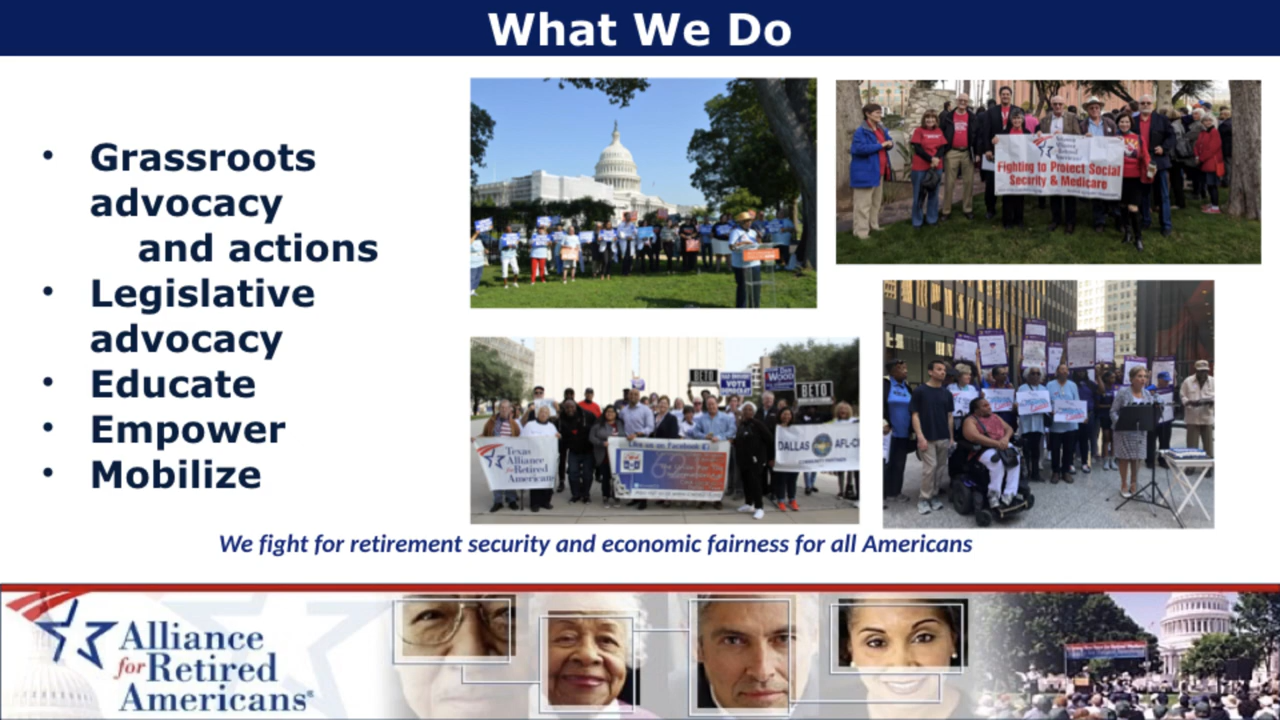 What We Do
• Grassroots
advocacy
and actions
• Legislative
advocacy
• Educate
• Empower
• Mobilize
Fighting to Protect Social
Security & Medicare
BETO
VOTE
BETO
Texas
Alliance
for Retired
Americans
DALLAS AFL-C
We fight for retirement security and economic fairness for all Americans
Alliance
for Retired
Americans®